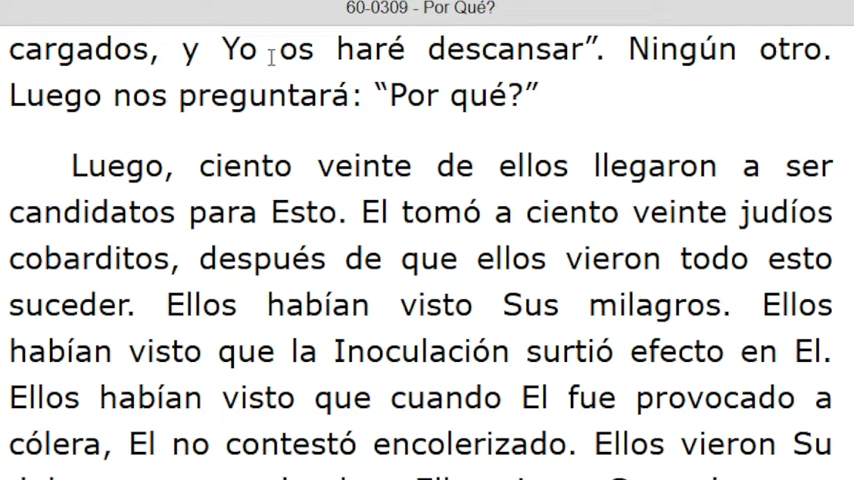 60-0309 - Por Qué?
cargados, y Yo os haré descansar”. Ningún otro.
Luego nos preguntará: “Por qué?”
Luego, ciento veinte de ellos llegaron a ser
candidatos para Esto. El tomó a ciento veinte judíos
cobarditos, después de que ellos vieron todo esto
suceder. Ellos habían visto Sus milagros. Ellos
habían visto que la Inoculación surtió efecto en El.
Ellos habían visto que cuando El fue provocado a
cólera, El no contestó encolerizado. Ellos vieron Su